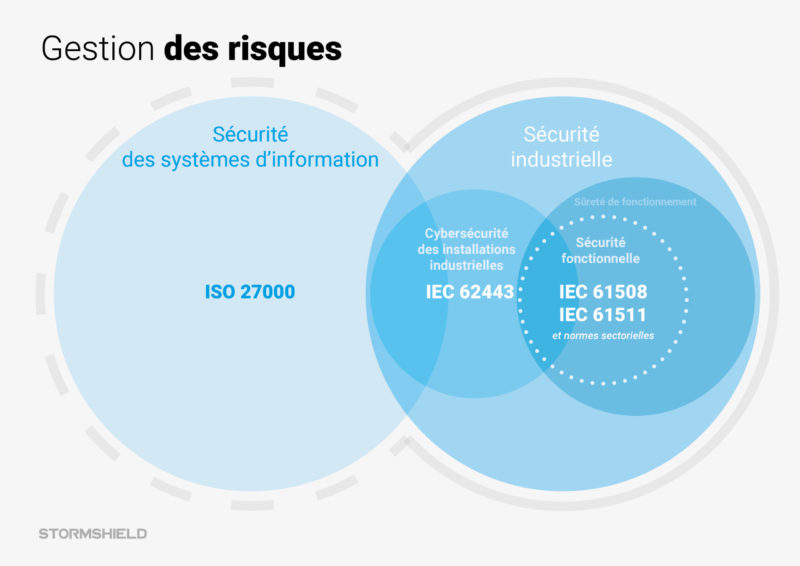 Gestion des risques
Sécurité
des systèmes d'information
Sécurité
industrielle
Sûreté de fonctionnement
Cybersécurité
des installations
industrielles
Sécurité
fonctionnelle
ISO 27000
IEC 62443
IEC 61508
IEC 61511
et normes sectorielles
STORMSHIELD